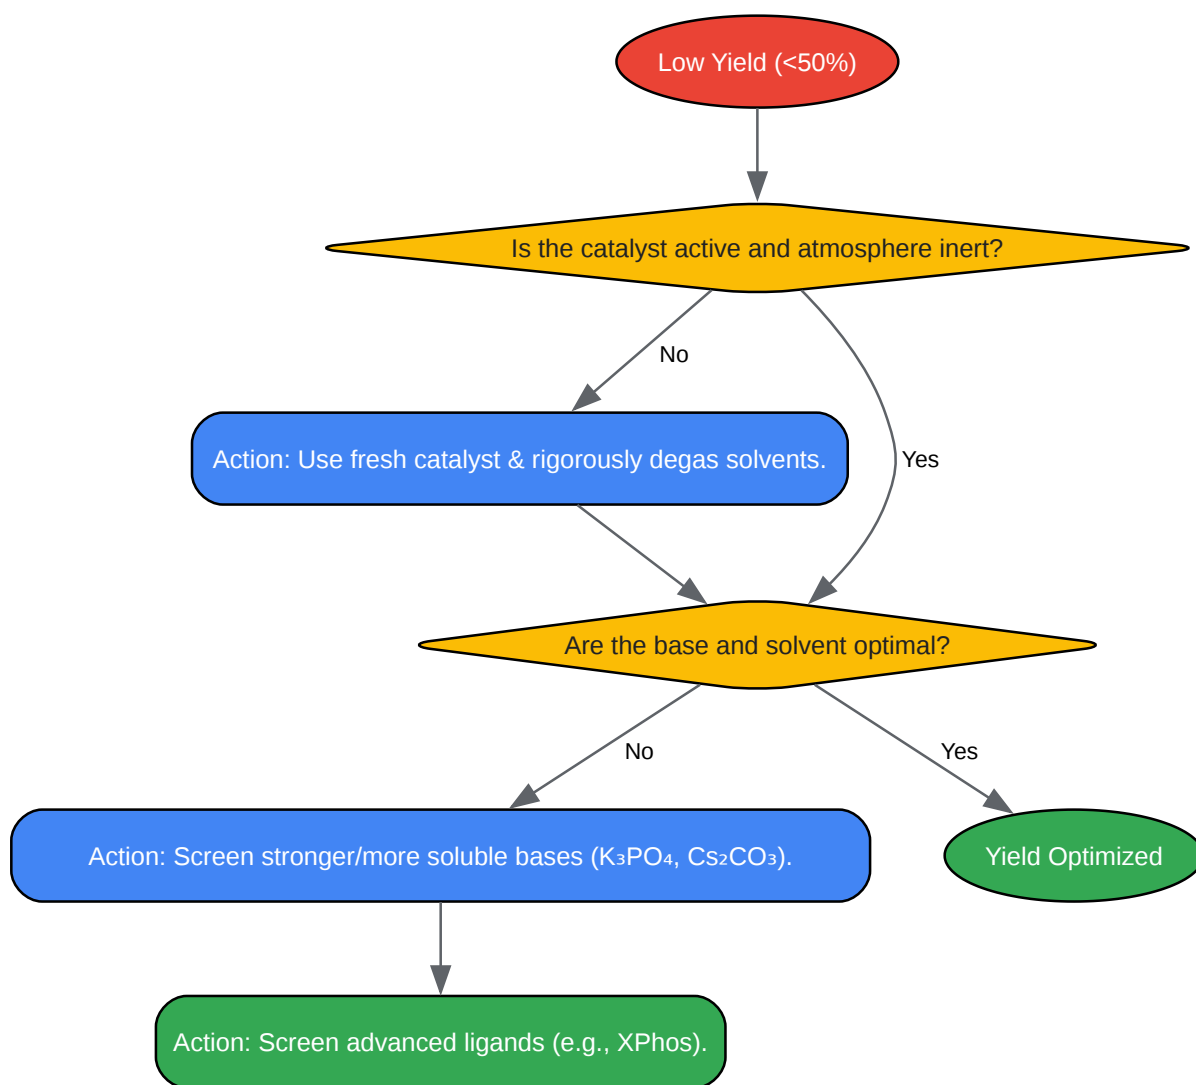 Low Yield (<50%)
Is the catalyst active and atmosphere inert?
No
Action: Use fresh catalyst & rigorously degas solvents.
Yes
Are the base and solvent optimal?
No
Yes
Action: Screen stronger/more soluble bases (K₃PO₄, Cs₂CO₃).
Yield Optimized
Action: Screen advanced ligands (e.g., XPhos).